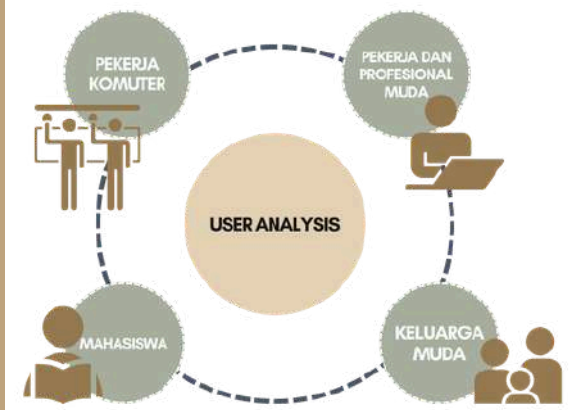 PEKERJA
KOMUTER
PEKERJA DAN
PROFESIONAL
MUDA
USER ANALYSIS
MAHASISWA
KELUARGA
MUDA